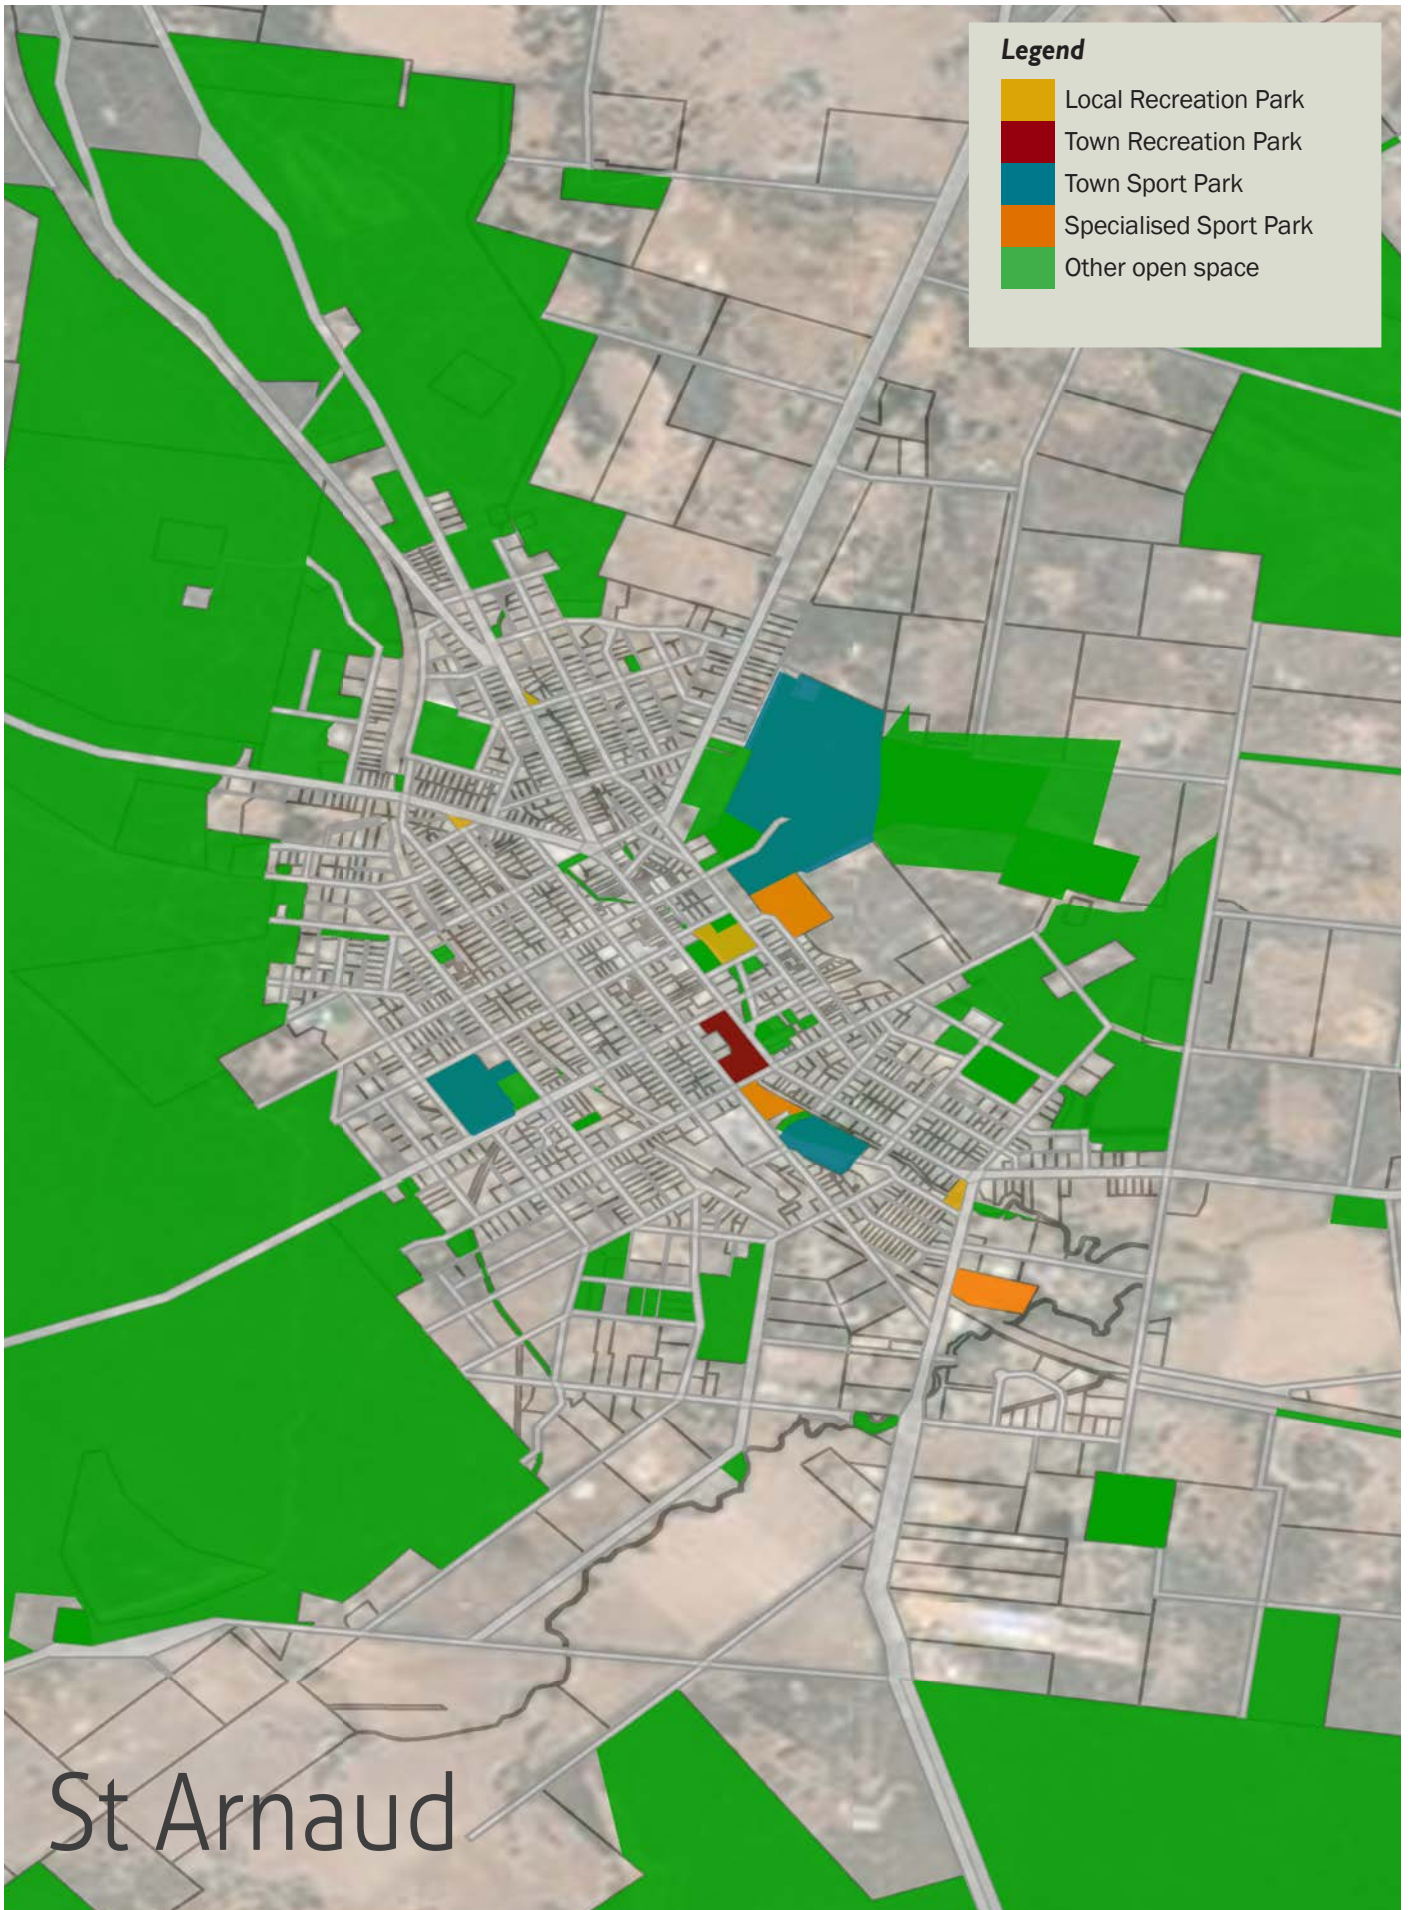 Legend
Local Recreation Park
Town Recreation Park
Town Sport Park
Specialised Sport Park
Other open space
St Arnaud